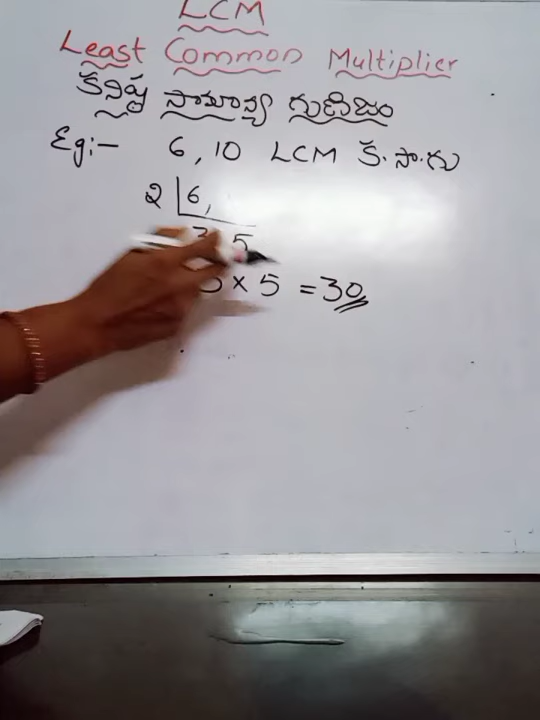 LCM
Least Common Multiplier
కనిష్ఠ సామాన్య గుణిజం
Eg:- 6, 10 LCM క.సా.గు
2 | 6,
3 5
× 5 = 30